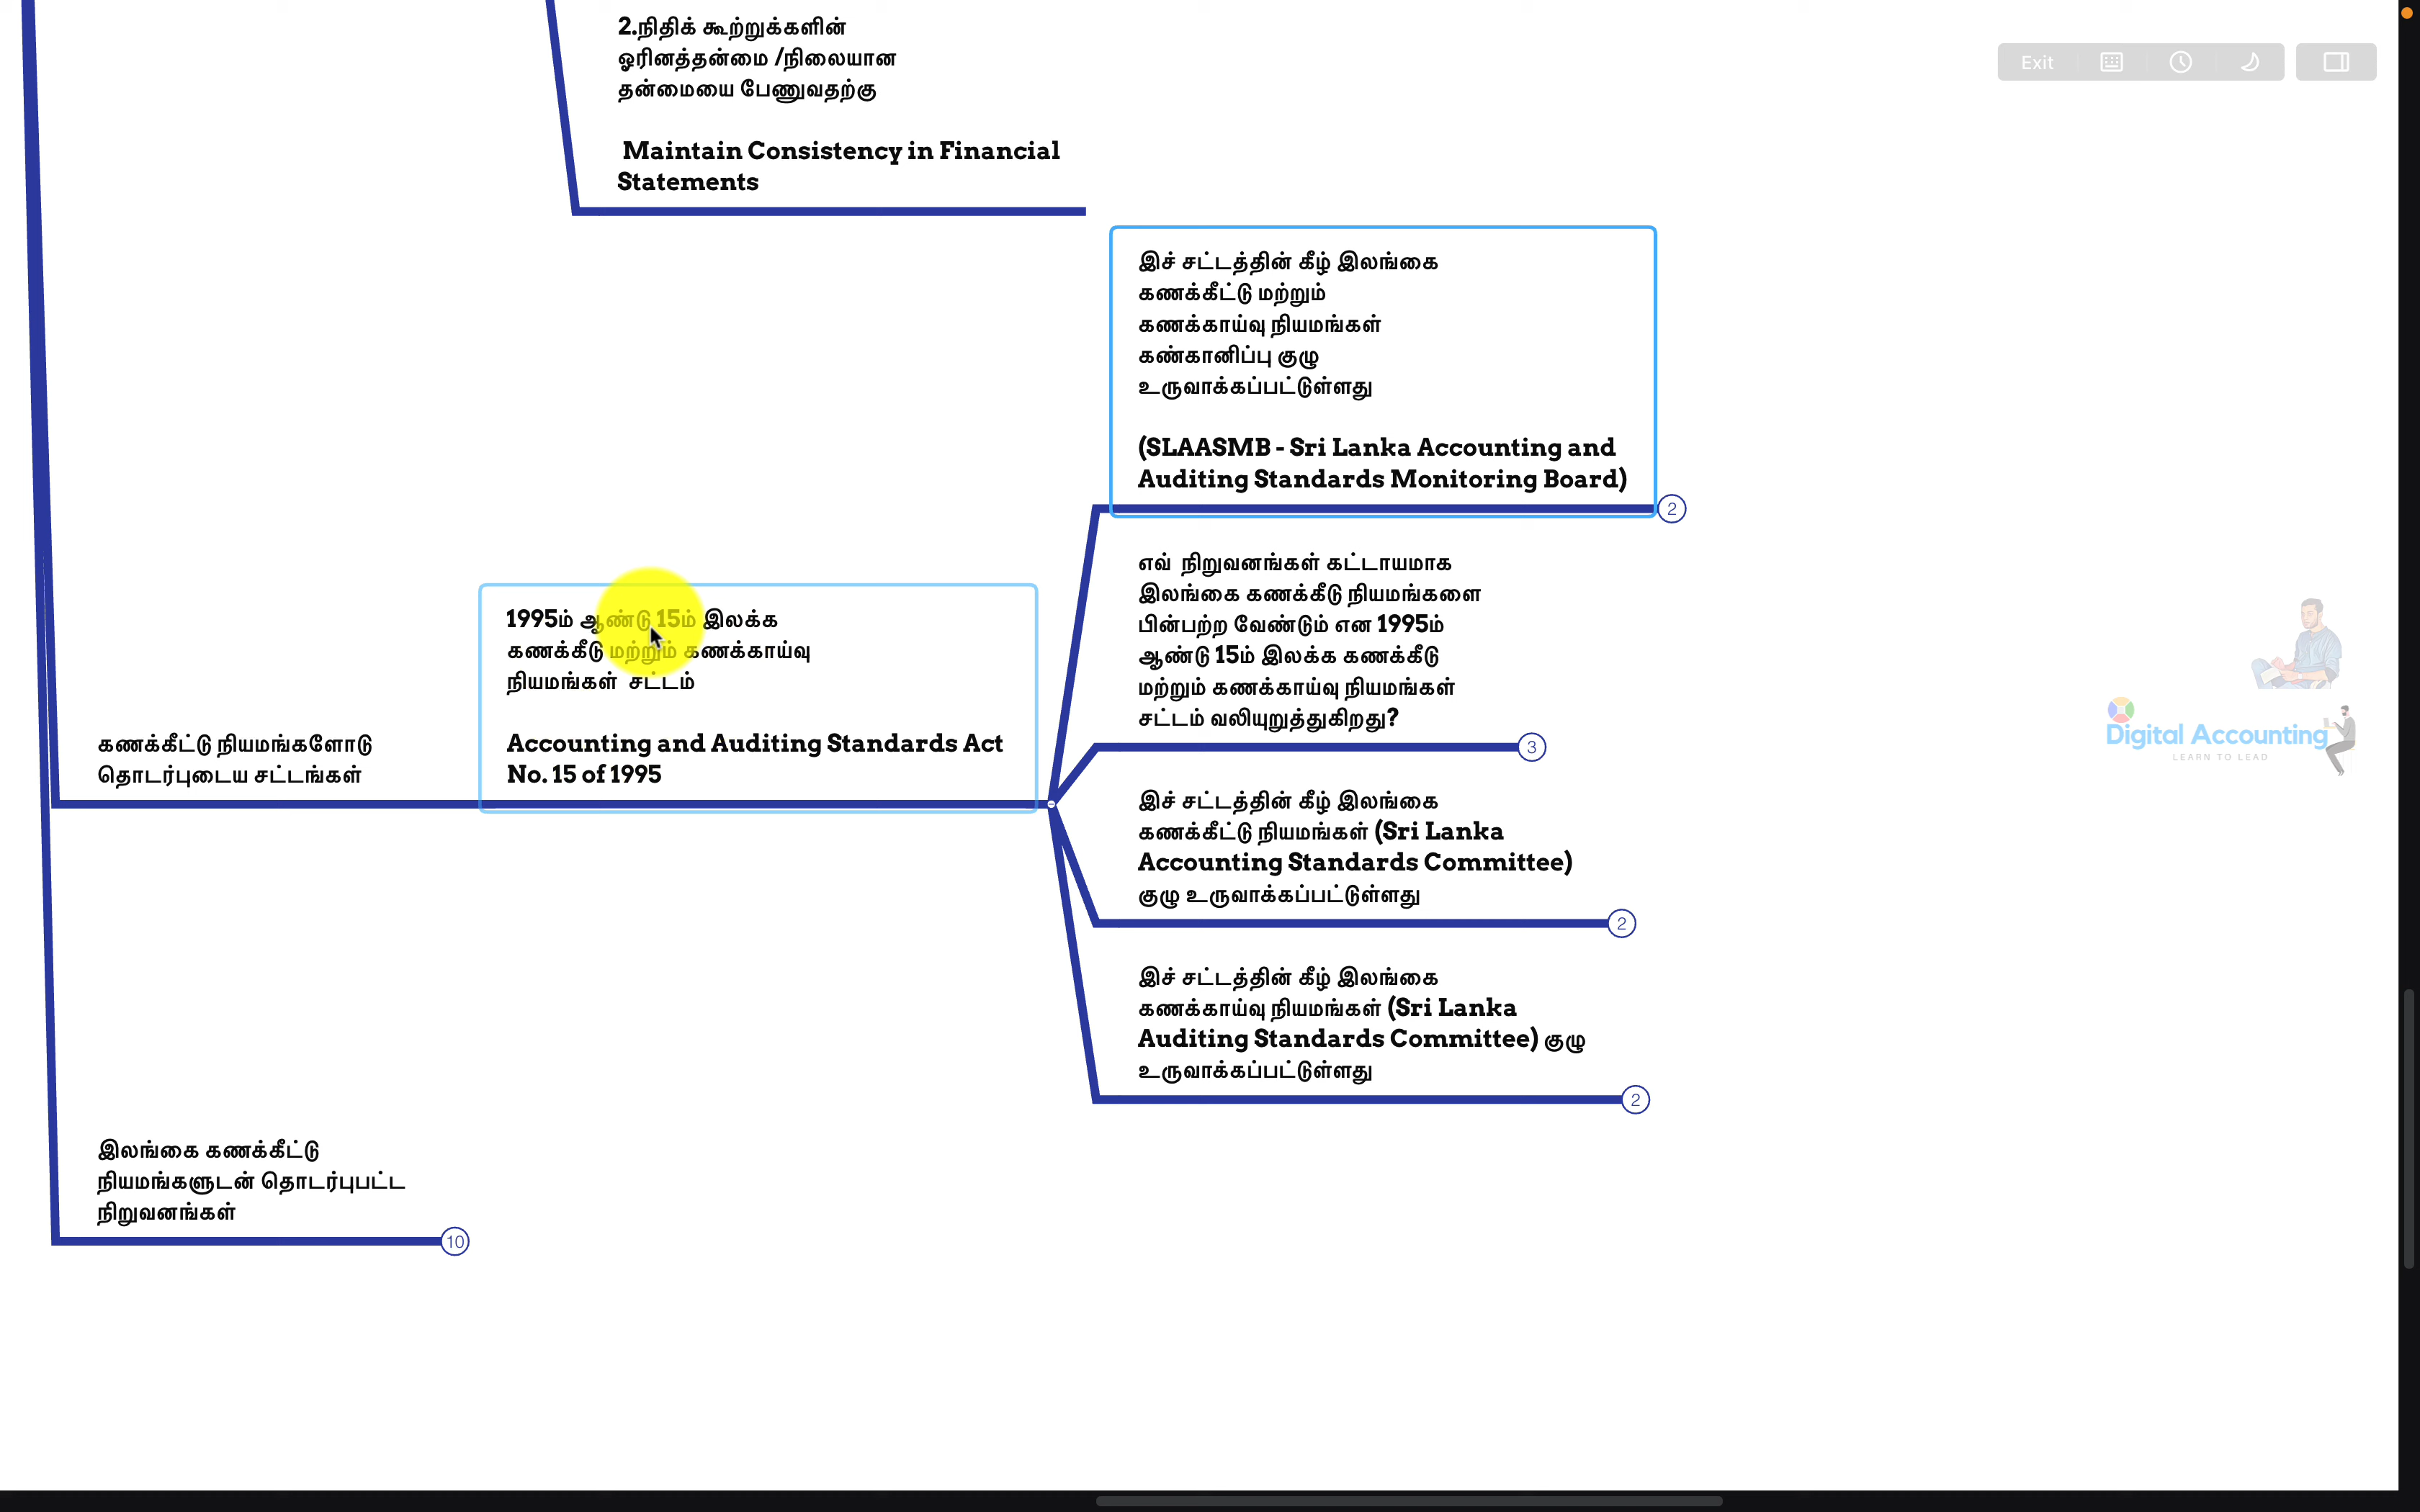 2.நிதிக் கூற்றுக்களின்
ஓரினத்தன்மை /நிலையான
தன்மையை பேணுவதற்கு
Maintain Consistency in Financial
Statements
Exit
இச் சட்டத்தின் கீழ் இலங்கை
கணக்கீட்டு மற்றும்
கணக்காய்வு நியமங்கள்
கண்கானிப்பு குழு
உருவாக்கப்பட்டுள்ளது
(SLAASMB - Sri Lanka Accounting and
Auditing Standards Monitoring Board)
2
எவ் நிறுவனங்கள் கட்டாயமாக
இலங்கை கணக்கீடு நியமங்களை
பின்பற்ற வேண்டும் என 1995ம்
ஆண்டு 15ம் இலக்க கணக்கீடு
மற்றும் கணக்காய்வு நியமங்கள்
சட்டம் வலியுறுத்துகிறது?
3
1995ம் ஆண்டு 15ம் இலக்க
கணக்கீடு மற்றும் கணக்காய்வு
நியமங்கள் சட்டம்
Accounting and Auditing Standards Act
No. 15 of 1995
கணக்கீட்டு நியமங்களோடு
தொடர்புடைய சட்டங்கள்
இச் சட்டத்தின் கீழ் இலங்கை
கணக்கீட்டு நியமங்கள் (Sri Lanka
Accounting Standards Committee)
குழு உருவாக்கப்பட்டுள்ளது
2
இச் சட்டத்தின் கீழ் இலங்கை
கணக்காய்வு நியமங்கள் (Sri Lanka
Auditing Standards Committee) குழு
உருவாக்கப்பட்டுள்ளது
2
இலங்கை கணக்கீட்டு
நியமங்களுடன் தொடர்புபட்ட
நிறுவனங்கள்
10
Digital Accounting
LEARN TO LEAD